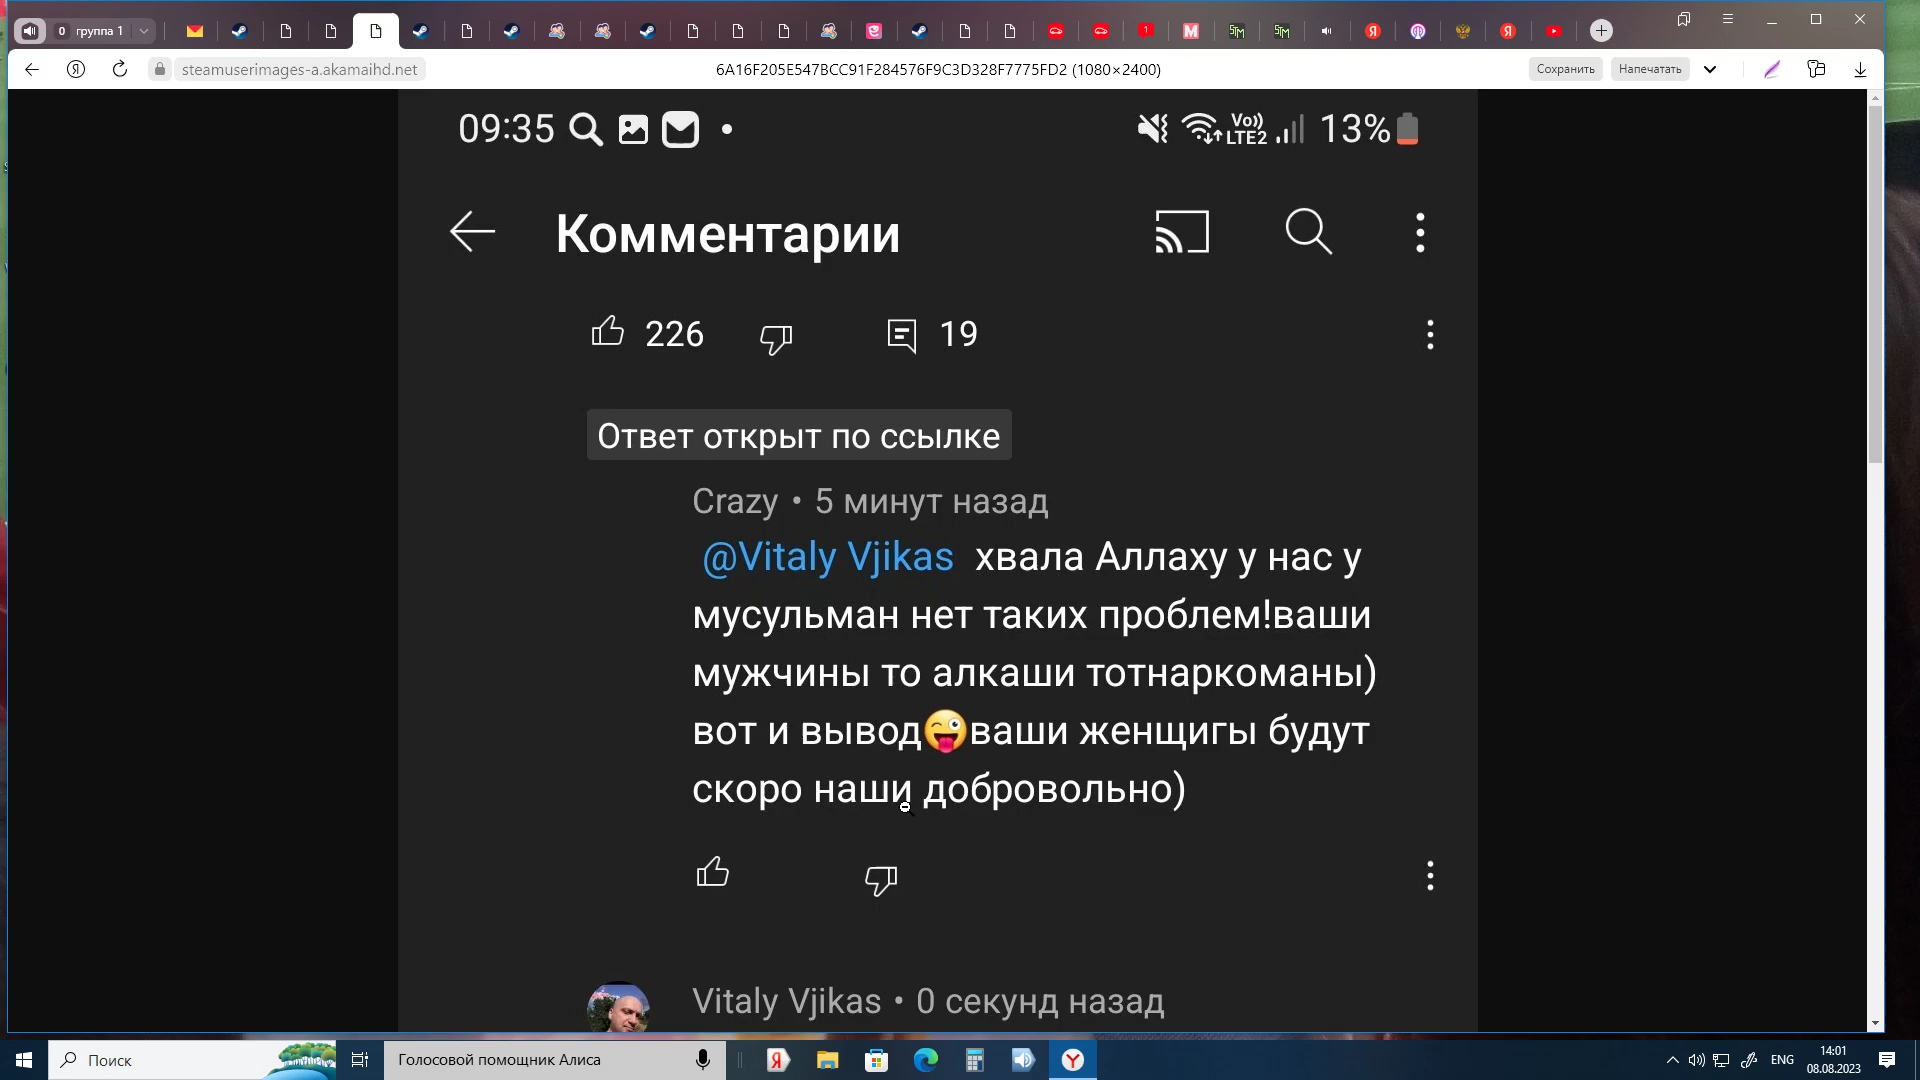 0 группа 1
steamuserimages-a.akamaihd.net
6A16F205E547BCC91F284576F9C3D328F7775FD2 (1080×2400)
Сохранить
Напечатать
09:35
Vo))
LTE2
13%
Комментарии
226
19
Ответ открыт по ссылке
Crazy • 5 минут назад
@Vitaly Vjikas хвала Аллаху у нас у
мусульман нет таких проблем!ваши
мужчины то алкаши тотнаркоманы)
вот и вывод😜ваши женщигы будут
скоро наши добровольно)
Vitaly Vjikas • 0 секунд назад
Поиск
Голосовой помощник Алиса
ENG
14:01
08.08.2023